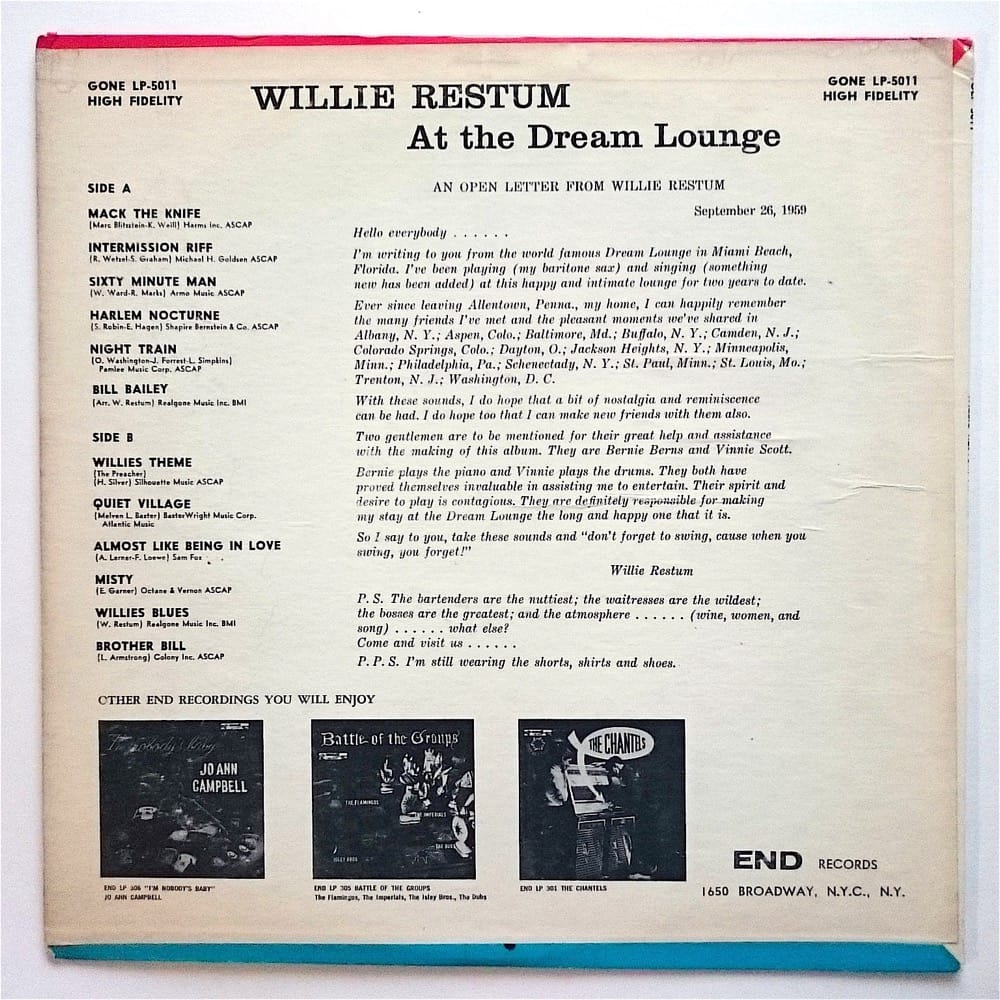 GONE LP-5011
HIGH FIDELITY
WILLIE RESTUM
At the Dream Lounge
GONE LP-5011
HIGH FIDELITY
SIDE A
MACK THE KNIFE
(Marc Blitzstein-K. Weill) Harms Inc. ASCAP
INTERMISSION RIFF
(R. Wetzel-S. Graham) Michael H. Goldsen ASCAP
SIXTY MINUTE MAN
(W. Ward-R. Marks) Armo Music ASCAP
HARLEM NOCTURNE
(S. Robin-E. Hagen) Shapire Bernstein & Co. ASCAP
NIGHT TRAIN
(O. Washington-J. Forrest-L. Simpkins)
Pamlee Music Corp. ASCAP
BILL BAILEY
(Arr. W. Restum) Realgone Music Inc. BMI
SIDE B
WILLIES THEME
(The Preacher)
(H. Silver) Silhouette Music ASCAP
QUIET VILLAGE
(Melven L. Baxter) BaxterWright Music Corp.
Atlantic Music
ALMOST LIKE BEING IN LOVE
(A. Lerner-F. Loewe) Sam Fox
MISTY
(E. Garner) Octane & Vernon ASCAP
WILLIES BLUES
(W. Restum) Realgone Music Inc. BMI
BROTHER BILL
(L. Armstrong) Colony Inc. ASCAP
AN OPEN LETTER FROM WILLIE RESTUM
September 26, 1959
Hello everybody . . . . . .
I'm writing to you from the world famous Dream Lounge in Miami Beach,
Florida. I've been playing (my baritone sax) and singing (something
new has been added) at this happy and intimate lounge for two years to date.
Ever since leaving Allentown, Penna., my home, I can happily remember
the many friends I've met and the pleasant moments we've shared in
Albany, N. Y.; Aspen, Colo.; Baltimore, Md.; Buffalo, N. Y.; Camden, N. J.;
Colorado Springs, Colo.; Dayton, O.; Jackson Heights, N. Y.; Minneapolis,
Minn.; Philadelphia, Pa.; Schenectady, N. Y.; St. Paul, Minn.; St. Louis, Mo.;
Trenton, N. J.; Washington, D. C.
With these sounds, I do hope that a bit of nostalgia and reminiscence
can be had. I do hope too that I can make new friends with them also.
Two gentlemen are to be mentioned for their great help and assistance
with the making of this album. They are Bernie Berns and Vinnie Scott.
Bernie plays the piano and Vinnie plays the drums. They both have
proved themselves invaluable in assisting me to entertain. Their spirit and
desire to play is contagious. They are definitely responsible for making
my stay at the Dream Lounge the long and happy one that it is.
So I say to you, take these sounds and "don't forget to swing, cause when you
swing, you forget!"
Willie Restum
P. S. The bartenders are the nuttiest; the waitresses are the wildest;
the bosses are the greatest; and the atmosphere . . . . . . (wine, women, and
song) . . . . . . what else?
Come and visit us . . . . . .
P. P. S. I'm still wearing the shorts, shirts and shoes.
OTHER END RECORDINGS YOU WILL ENJOY
I'm nobody's baby
JO ANN
CAMPBELL
END LP 306 "I'M NOBODY'S BABY"
JO ANN CAMPBELL
Battle of the Groups
THE FLAMINGOS
THE IMPERIALS
THE DUBS
ISLEY BROS
END LP 305 BATTLE OF THE GROUPS
The Flamingos, The Imperials, The Isley Bros., The Dubs
THE CHANTELS
END LP 301 THE CHANTELS
END RECORDS
1650 BROADWAY, N.Y.C., N.Y.